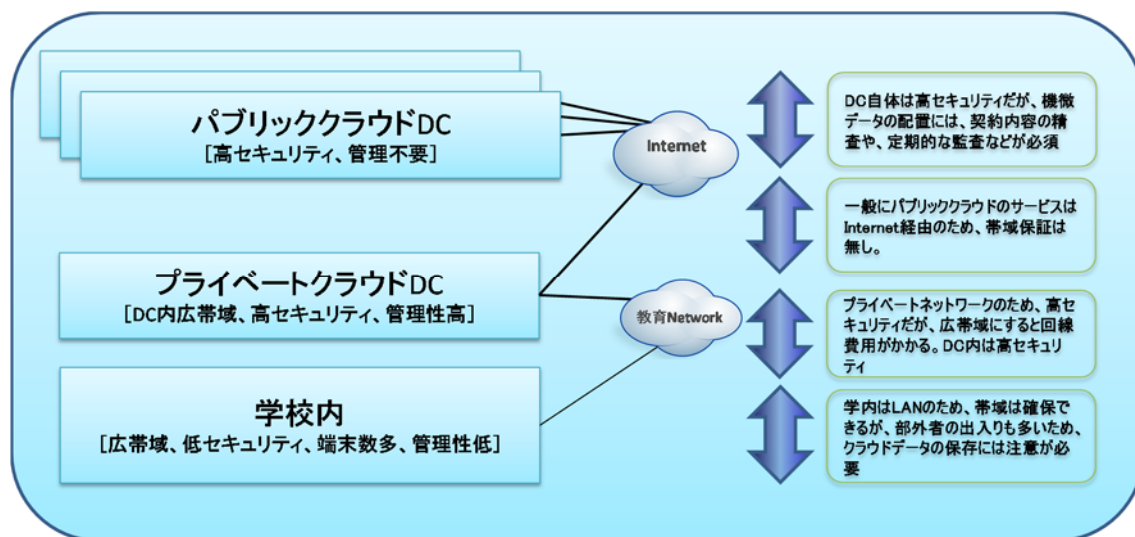 パブリッククラウドDC
[高セキュリティ、管理不要]
Internet
DC自体は高セキュリティだが、機微
データの配置には、契約内容の精
査や、定期的な監査などが必須
一般にパブリッククラウドのサービスは
Internet経由のため、帯域保証は
無し。
プライベートクラウドDC
[DC内広帯域、高セキュリティ、管理性高]
教育Network
プライベートネットワークのため、高セ
キュリティだが、広帯域にすると回線
費用がかかる。DC内は高セキュリ
ティ
学校内
[広帯域、低セキュリティ、端末数多、管理性低]
学内はLANのため、帯域は確保で
きるが、部外者の出入りも多いため、
クラウドデータの保存には注意が必
要